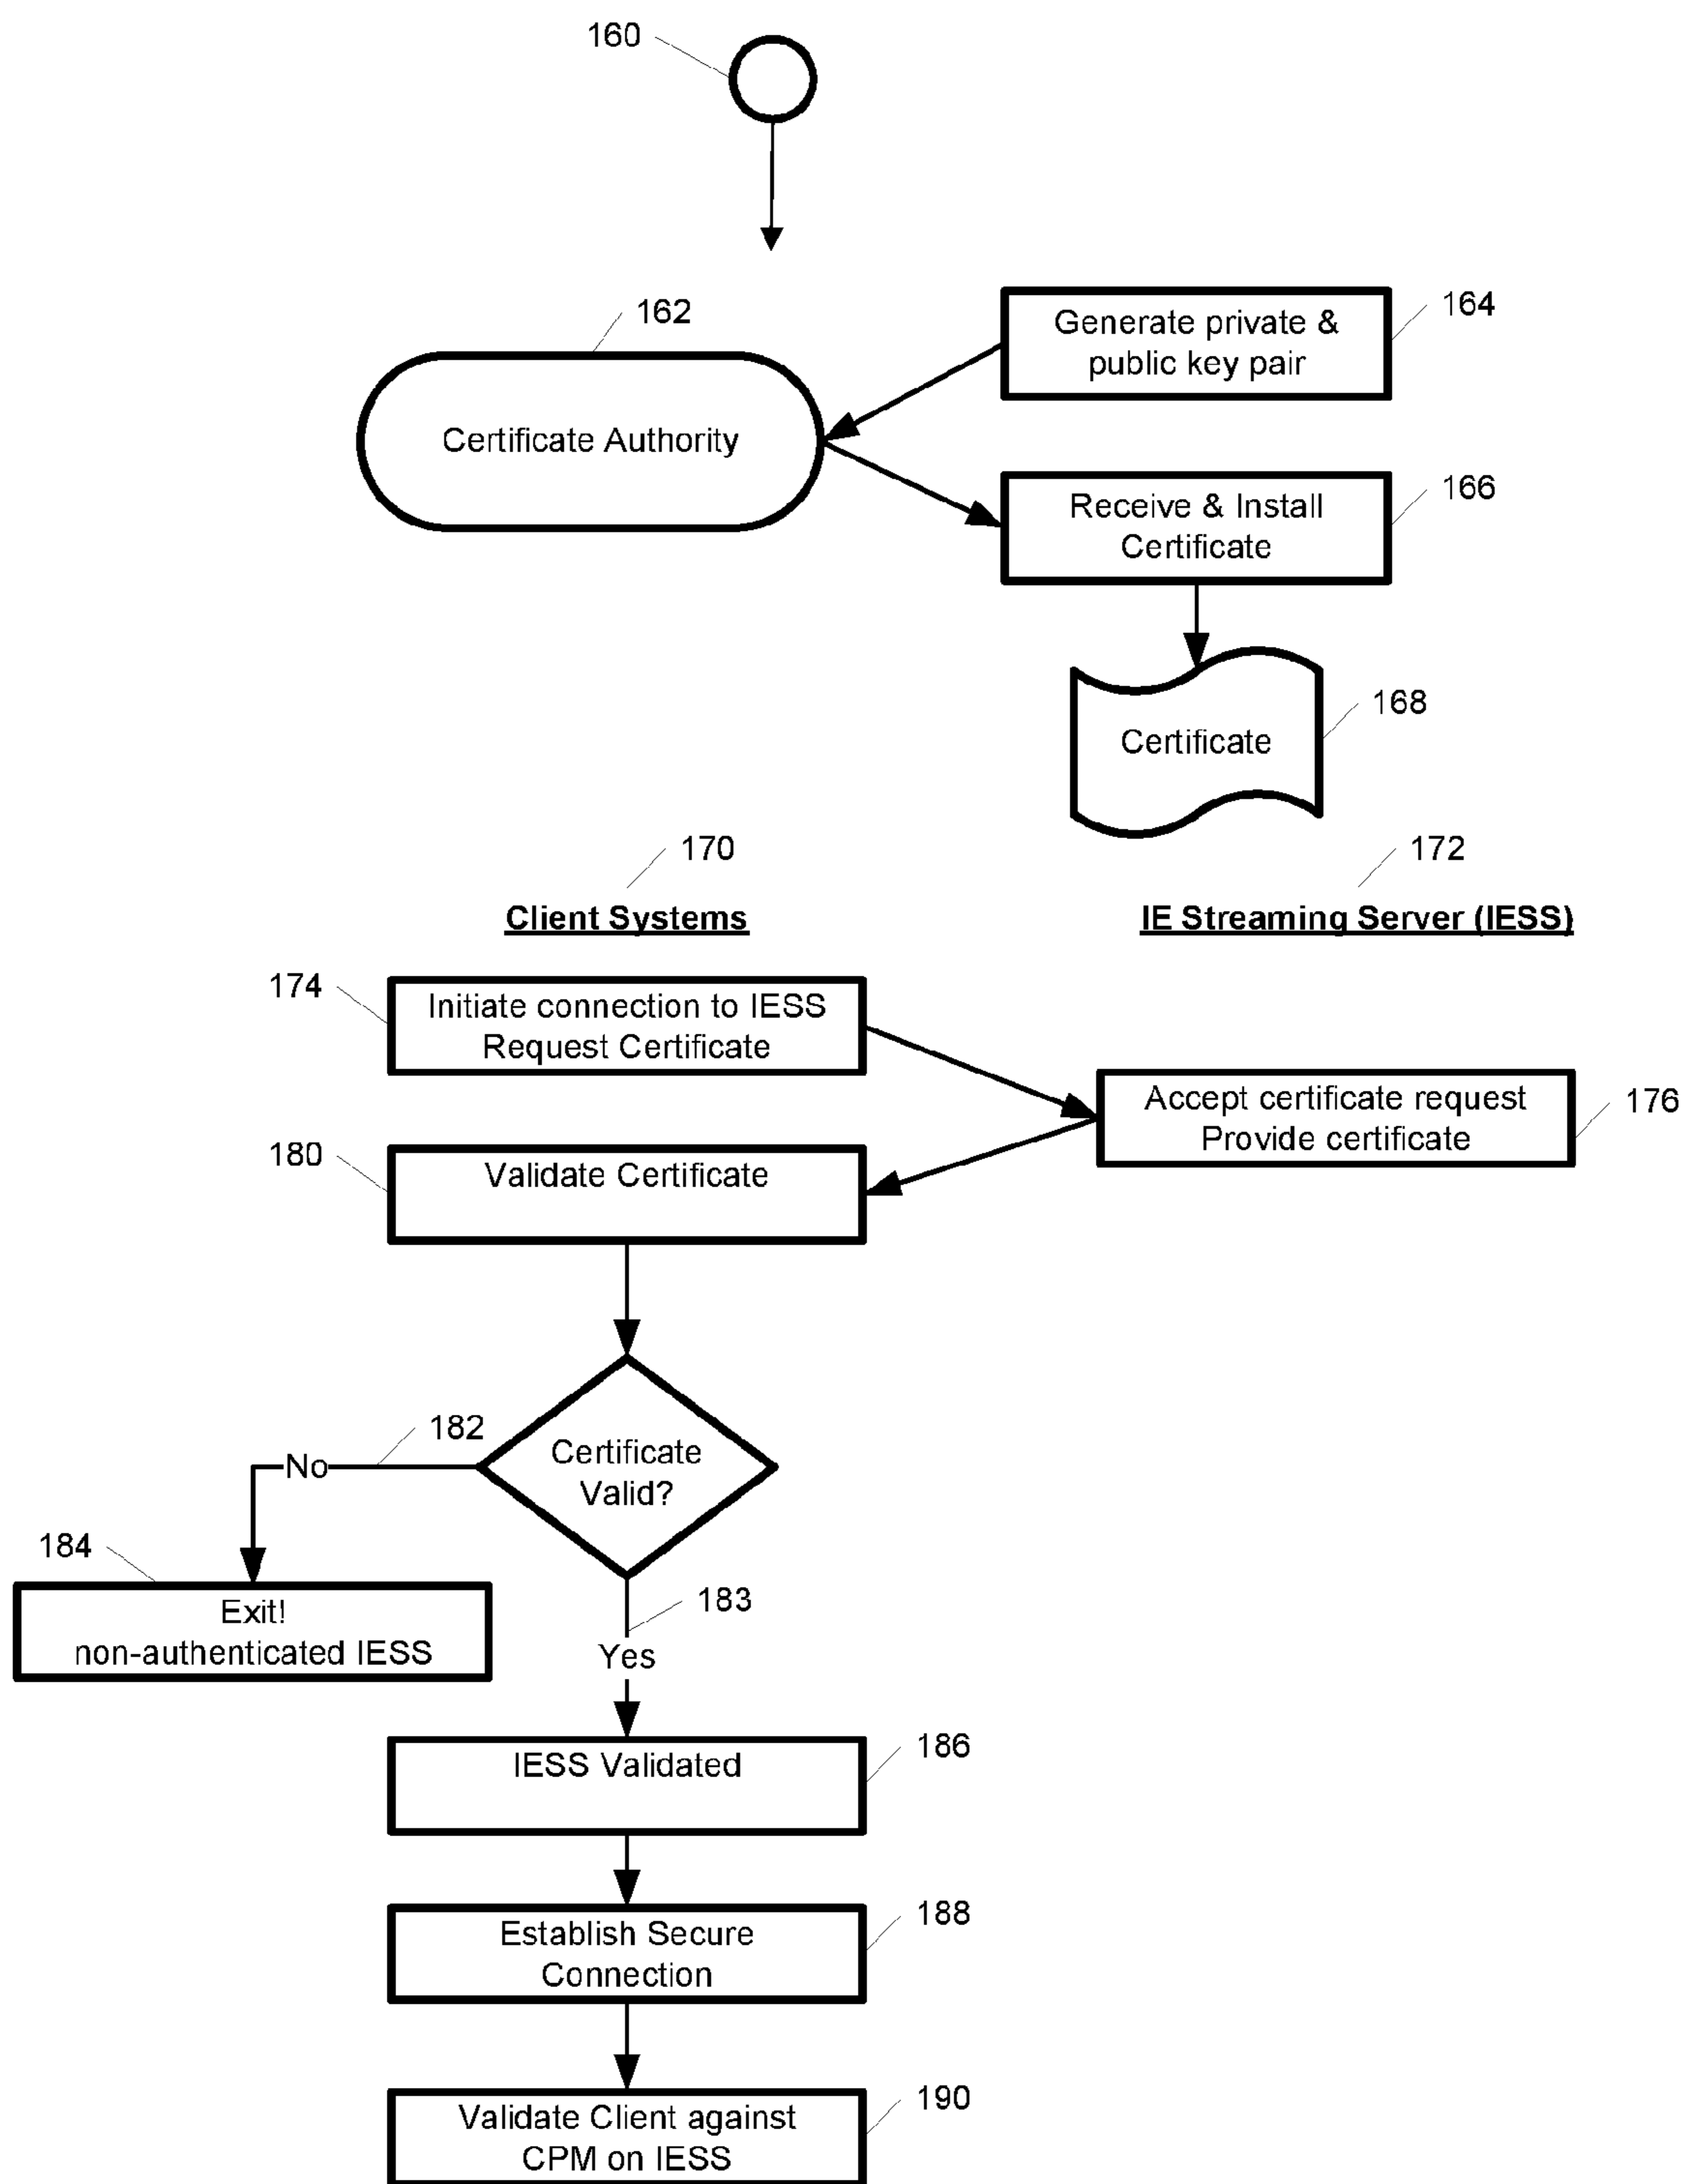 160
162
164
Generate private &
public key pair
Certificate Authority
166
Receive & Install
Certificate
168
Certificate
170
172
Client Systems
IE Streaming Server (IESS)
174
Initiate connection to IESS
Request Certificate
176
Accept certificate request
Provide certificate
180
Validate Certificate
182
No
Certificate
Valid?
184
Exit!
non-authenticated IESS
183
Yes
186
IESS Validated
188
Establish Secure
Connection
190
Validate Client against
CPM on IESS